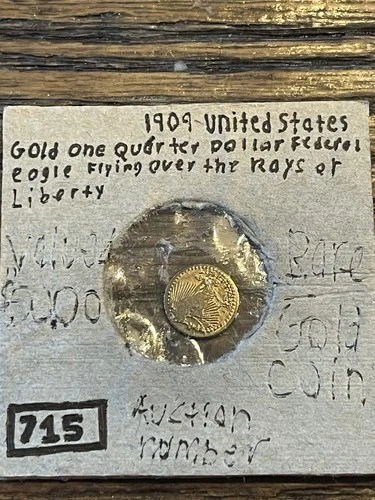 1909 United States
Gold One Quarter Dollar Federal
eagle Flying over the Rays of
Liberty
Valued
Rare
Gold
Coin
715
Auction
number